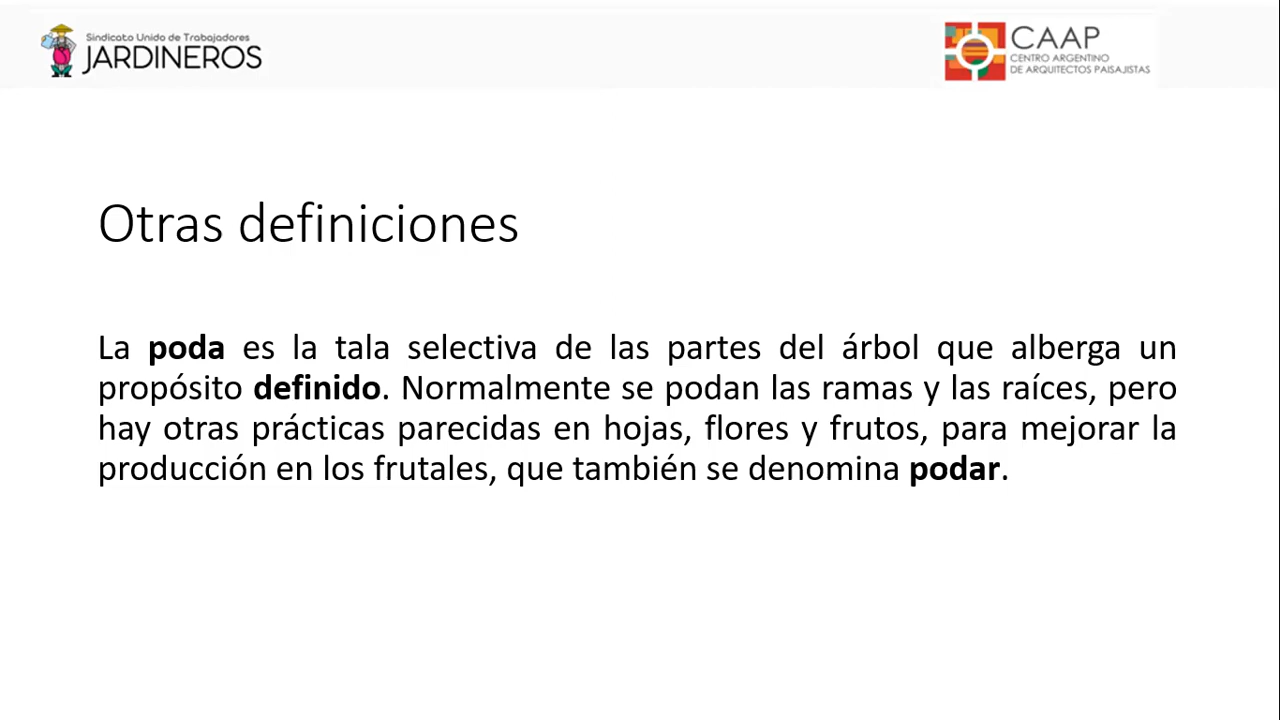 Sindicato Unido de Trabajadores
JARDINEROS
CAAP
CENTRO ARGENTINO
DE ARQUITECTOS PAISAJISTAS
Otras definiciones
La poda es la tala selectiva de las partes del árbol que alberga un
propósito definido. Normalmente se podan las ramas y las raíces, pero
hay otras prácticas parecidas en hojas, flores y frutos, para mejorar la
producción en los frutales, que también se denomina podar.